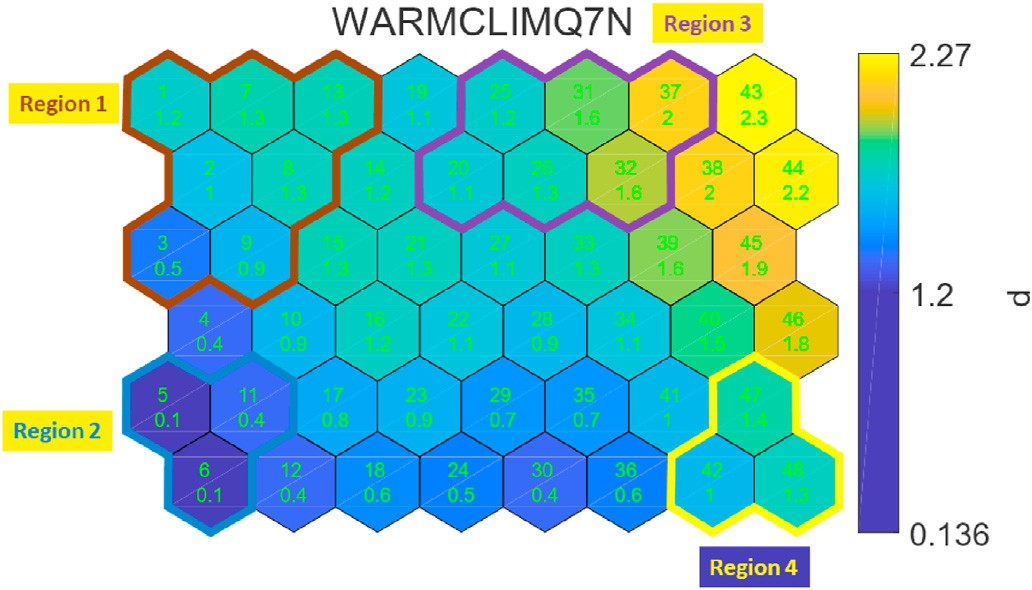 WARMCLIMQ7N
Region 3
2.27
Region 1
1 7 13 19 25 31 37 43
1.2 1.3 1.3 1.1 1.2 1.6 2 2.3
2 8 14 20 26 32 38 44
1 1.3 1.2 1.1 1.3 1.6 2 2.2
3 9 15 21 27 33 39 45
0.5 0.9 1.3 1.3 1.1 1.3 1.6 1.9
1.2
d
4 10 16 22 28 34 40 46
0.4 0.9 1.2 1.1 0.9 1.1 1.5 1.8
5 11 17 23 29 35 41 47
0.1 0.4 0.8 0.9 0.7 0.7 1 1.4
Region 2
6 12 18 24 30 36 42 48
0.1 0.4 0.6 0.5 0.4 0.6 1 1.3
0.136
Region 4